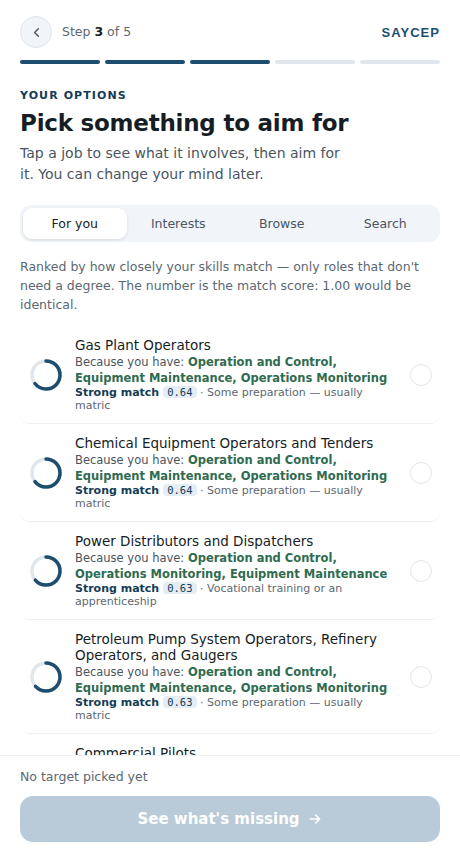 Step 3 of 5
SAYCEP
YOUR OPTIONS
Pick something to aim for
Tap a job to see what it involves, then aim for
it. You can change your mind later.
For you
Interests
Browse
Search
Ranked by how closely your skills match — only roles that don't
need a degree. The number is the match score: 1.00 would be
identical.
Gas Plant Operators
Because you have: Operation and Control,
Equipment Maintenance, Operations Monitoring
Strong match 0.64 · Some preparation — usually
matric
Chemical Equipment Operators and Tenders
Because you have: Operation and Control,
Equipment Maintenance, Operations Monitoring
Strong match 0.64 · Some preparation — usually
matric
Power Distributors and Dispatchers
Because you have: Operation and Control,
Operations Monitoring, Equipment Maintenance
Strong match 0.63 · Vocational training or an
apprenticeship
Petroleum Pump System Operators, Refinery
Operators, and Gaugers
Because you have: Operation and Control,
Equipment Maintenance, Operations Monitoring
Strong match 0.63 · Some preparation — usually
matric
Commercial Pilots
No target picked yet
See what's missing →